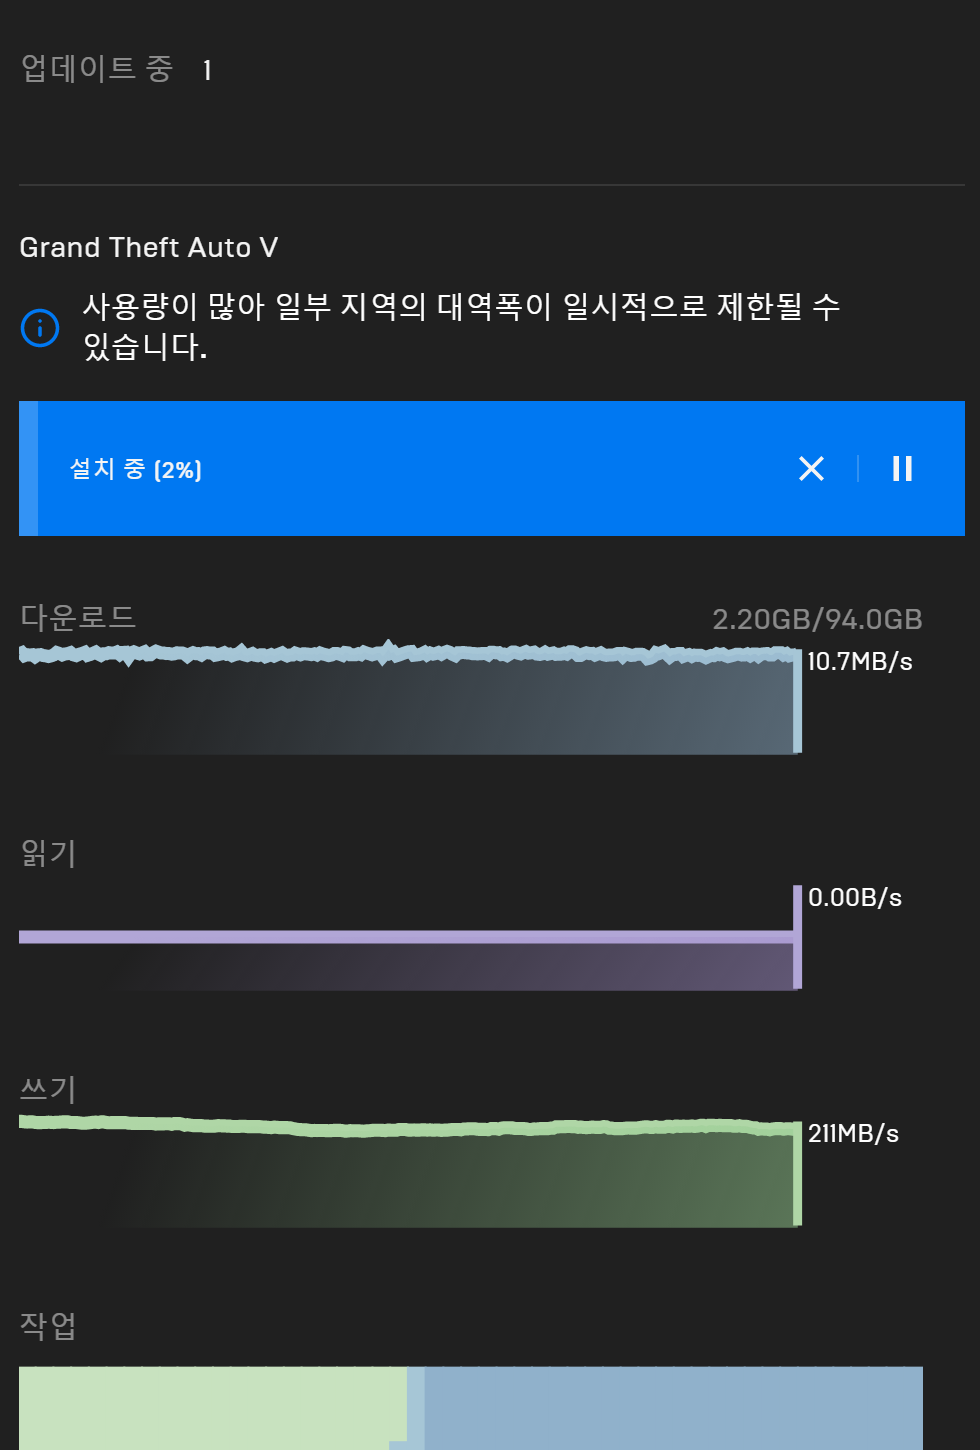 업데이트 중 1
Grand Theft Auto V
사용량이 많아 일부 지역의 대역폭이 일시적으로 제한될 수
있습니다.
설치 중 (2%)
다운로드 2.20GB/94.0GB
10.7MB/s
읽기
0.00B/s
쓰기
211MB/s
작업